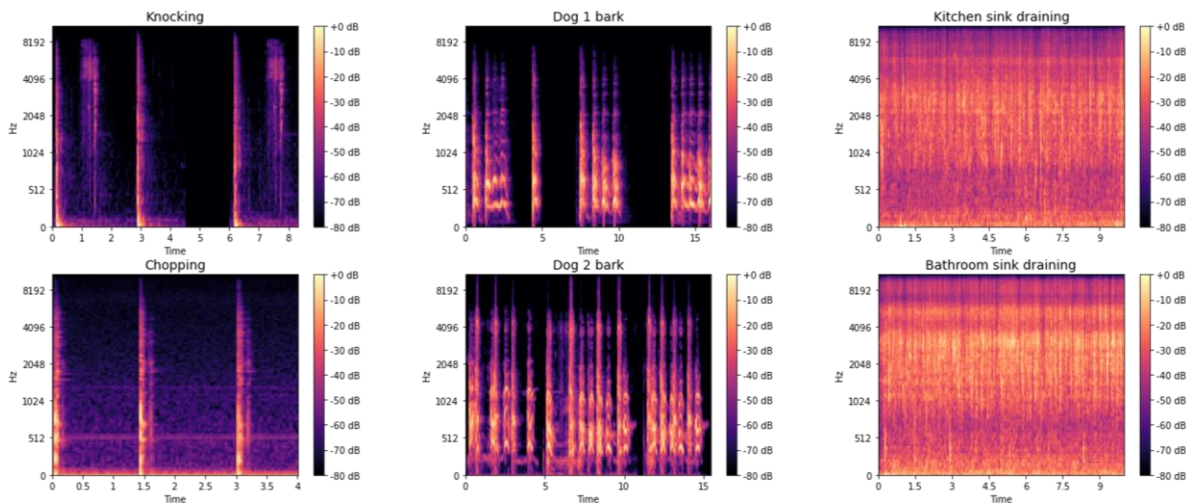 Knocking
8192
4096
2048
1024
512
0
Hz
0 1 2 3 4 5 6 7 8
Time
+0 dB
-10 dB
-20 dB
-30 dB
-40 dB
-50 dB
-60 dB
-70 dB
-80 dB
Dog 1 bark
8192
4096
2048
1024
512
0
Hz
0 5 10 15
Time
+0 dB
-10 dB
-20 dB
-30 dB
-40 dB
-50 dB
-60 dB
-70 dB
-80 dB
Kitchen sink draining
8192
4096
2048
1024
512
0
Hz
0 1.5 3 4.5 6 7.5 9
Time
+0 dB
-10 dB
-20 dB
-30 dB
-40 dB
-50 dB
-60 dB
-70 dB
-80 dB
Chopping
8192
4096
2048
1024
512
0
Hz
0 0.5 1 1.5 2 2.5 3 3.5 4
Time
+0 dB
-10 dB
-20 dB
-30 dB
-40 dB
-50 dB
-60 dB
-70 dB
-80 dB
Dog 2 bark
8192
4096
2048
1024
512
0
Hz
0 5 10 15
Time
+0 dB
-10 dB
-20 dB
-30 dB
-40 dB
-50 dB
-60 dB
-70 dB
-80 dB
Bathroom sink draining
8192
4096
2048
1024
512
0
Hz
0 1.5 3 4.5 6 7.5 9
Time
+0 dB
-10 dB
-20 dB
-30 dB
-40 dB
-50 dB
-60 dB
-70 dB
-80 dB